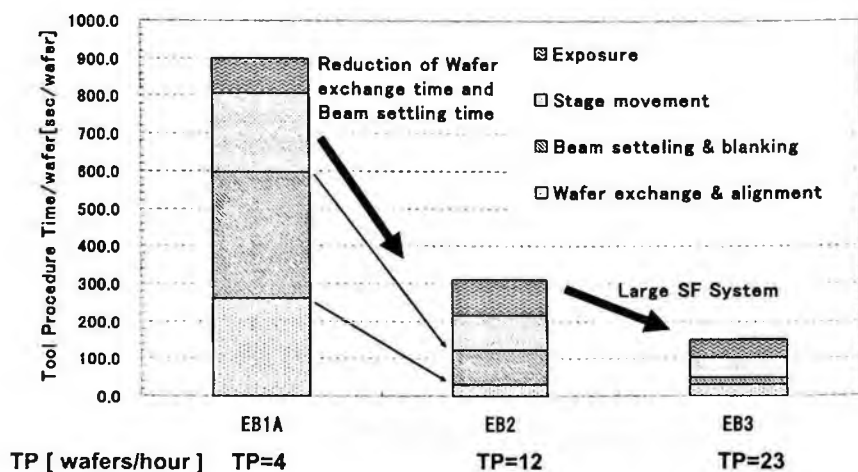 Tool Procedure Time/wafer[sec/wafer]
1000.0
900.0
800.0
700.0
600.0
500.0
400.0
300.0
200.0
100.0
0.0
Reduction of Wafer
exchange time and
Beam settling time
Exposure
Stage movement
Beam setteling & blanking
Wafer exchange & alignment
Large SF System
EB1A EB2 EB3
TP [ wafers/hour ] TP=4 TP=12 TP=23